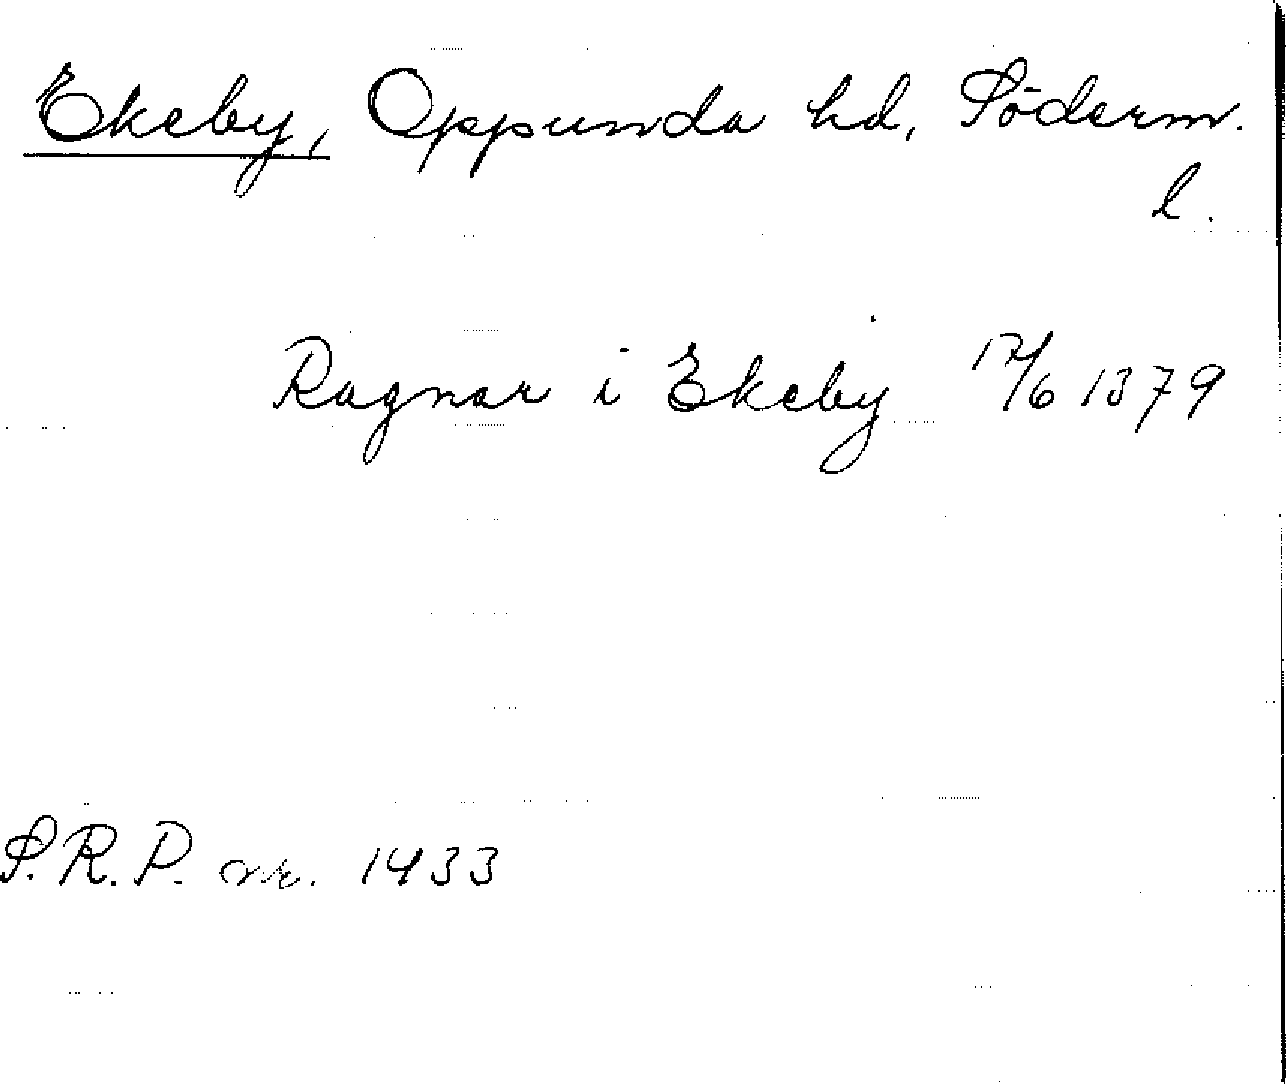 Ekeby, Oppunda hd, Söderm.
l.
Ragnar i Ekeby 17/6 1379
S.R.P. nr. 1433